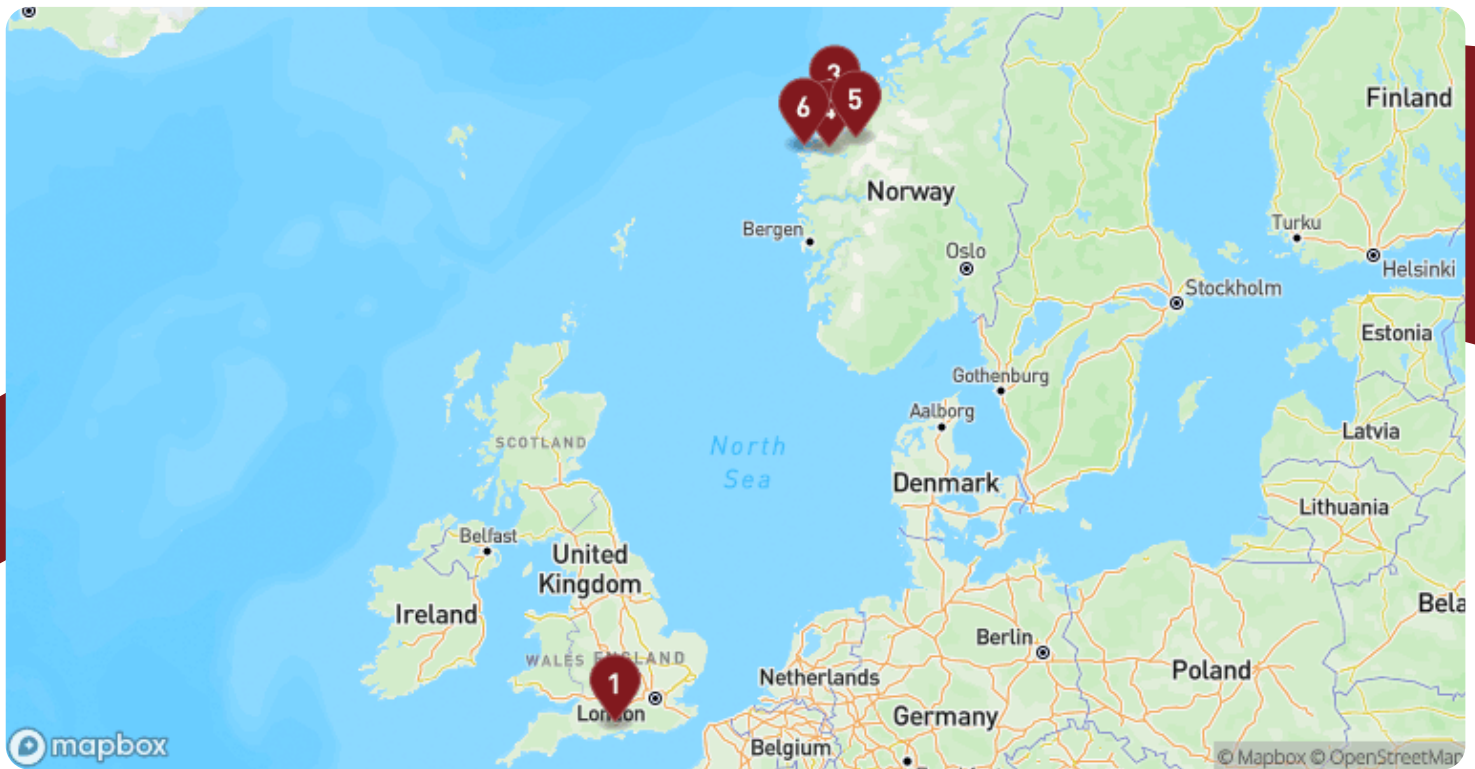 3
6
4
5
Finland
Norway
Bergen
Turku
Oslo
Helsinki
Stockholm
Estonia
Gothenburg
Aalborg
Latvia
SCOTLAND
North
Sea
Denmark
Lithuania
Belfast
United
Kingdom
Ireland
Bela
Berlin
WALES
ENGLAND
1
Netherlands
Poland
London
Germany
Belgium
mapbox
© Mapbox © OpenStreetMap